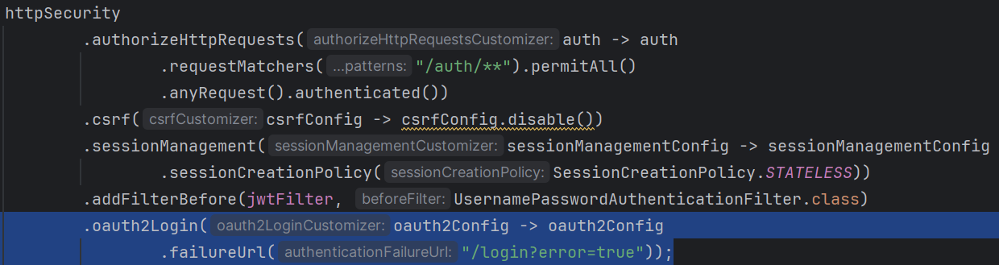 httpSecurity
.authorizeHttpRequests( authorizeHttpRequestsCustomizer: auth -> auth
.requestMatchers( ...patterns: "/auth/**").permitAll()
.anyRequest().authenticated())
.csrf( csrfCustomizer: csrfConfig -> csrfConfig.disable())
.sessionManagement( sessionManagementCustomizer: sessionManagementConfig -> sessionManagementConfig
.sessionCreationPolicy( sessionCreationPolicy: SessionCreationPolicy.STATELESS))
.addFilterBefore(jwtFilter, beforeFilter: UsernamePasswordAuthenticationFilter.class)
.oauth2Login( oauth2LoginCustomizer: oauth2Config -> oauth2Config
.failureUrl( authenticationFailureUrl: "/login?error=true"));